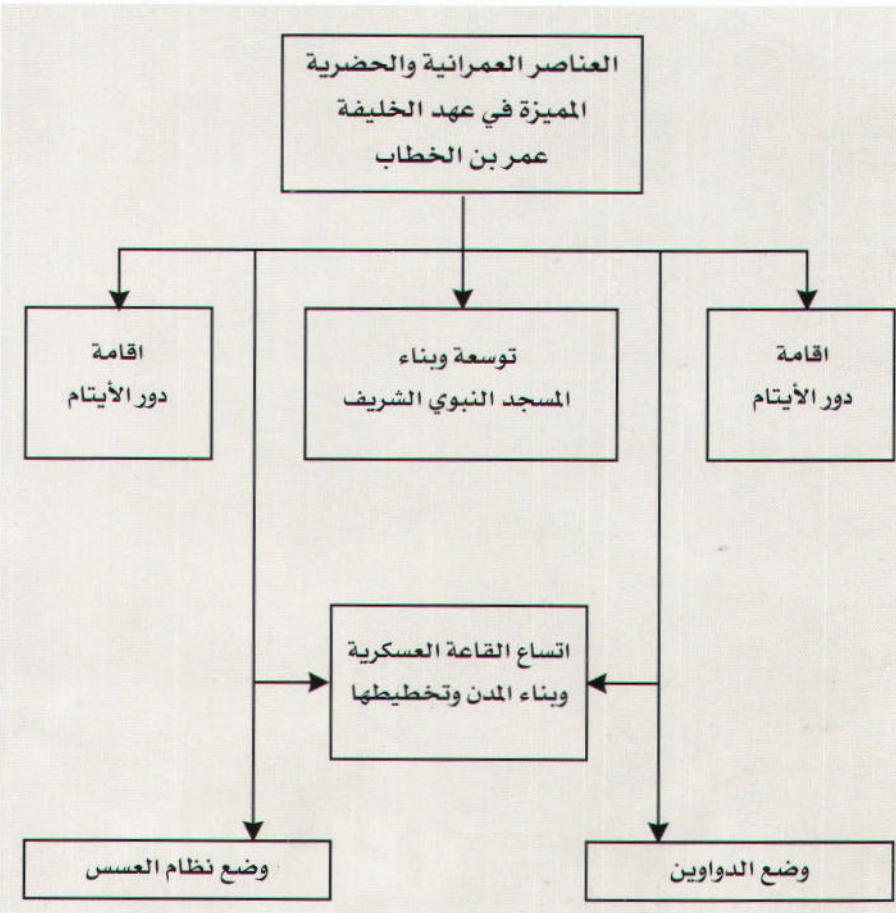 العناصر العمرانية والحضرية
المميزة في عهد الخليفة
عمر بن الخطاب
اقامة
دور الأيتام
توسعة وبناء
المسجد النبوي الشريف
اقامة
دور الأيتام
اتساع القاعة العسكرية
وبناء المدن وتخطيطها
وضع الدواوين
وضع نظام العسس